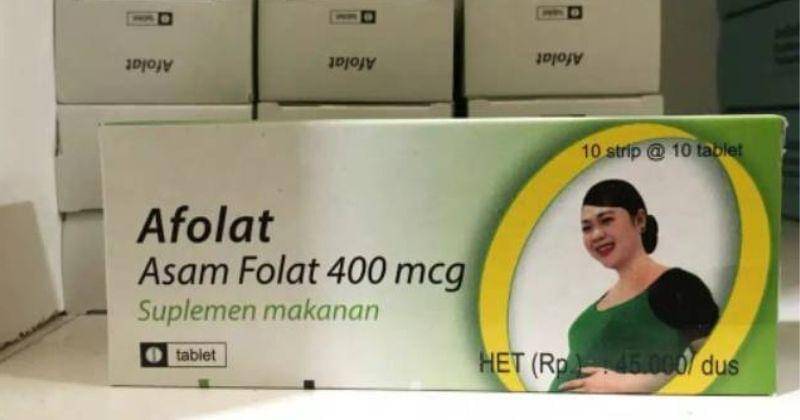 Afolat
Afolat
Afolat
10 strip @ 10 tablet
Afolat
Asam Folat 400 mcg
Suplemen makanan
tablet
HET (Rp.) : 45.000/ dus